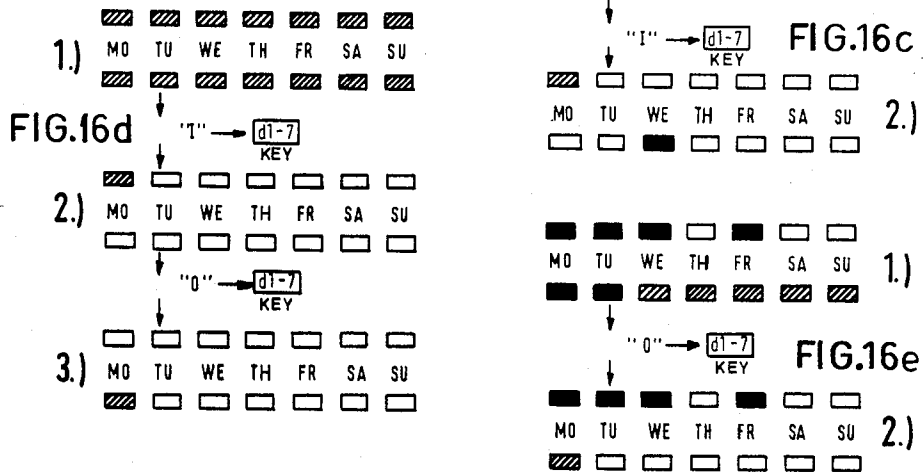 1.) MO TU WE TH FR SA SU
FIG.16d
"I" d1-7
KEY
2.) MO TU WE TH FR SA SU
"0" d1-7
KEY
3.) MO TU WE TH FR SA SU
"I" d1-7 FIG.16c
KEY
MO TU WE TH FR SA SU 2.)
MO TU WE TH FR SA SU 1.)
"0" d1-7 FIG.16e
KEY
MO TU WE TH FR SA SU 2.)